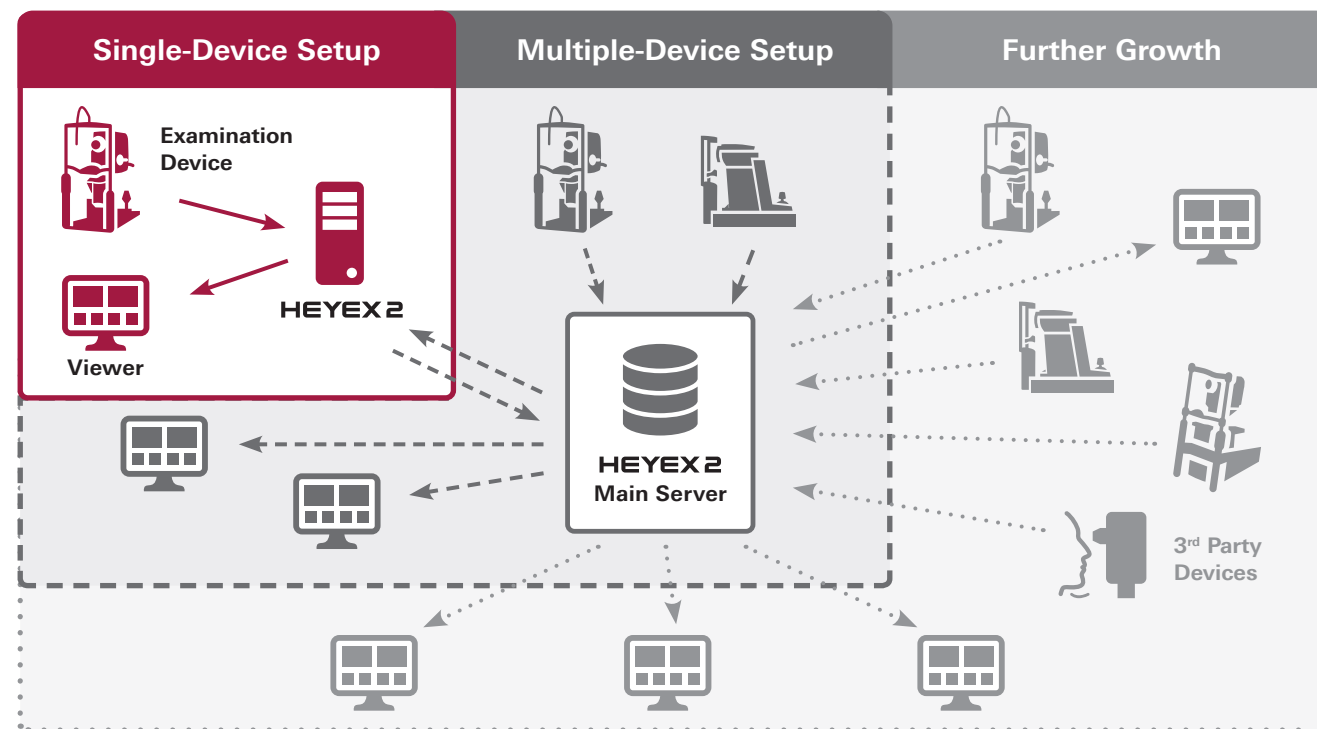 Single-Device Setup
Multiple-Device Setup
Further Growth
Examination
Device
HEYEX 2
Viewer
HEYEX 2
Main Server
3rd Party
Devices